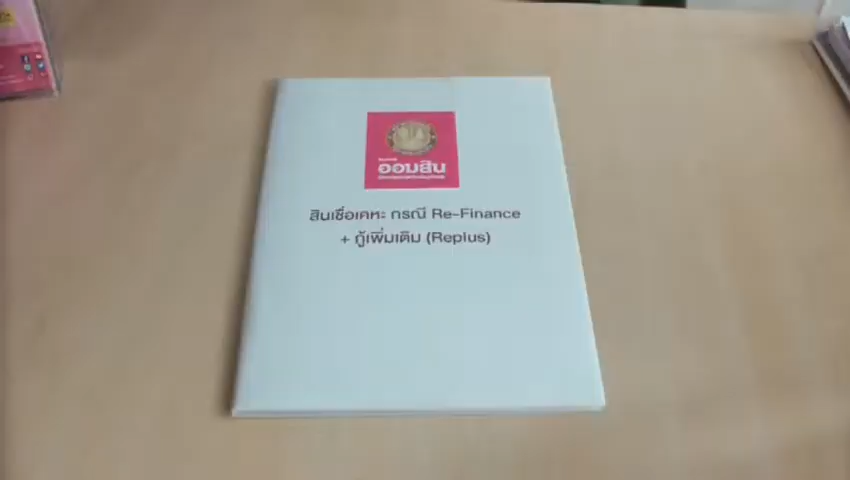 ออมสิน
สินเชื่อเคหะ กรณี Re-Finance
+ กู้เพิ่มเติม (Replus)